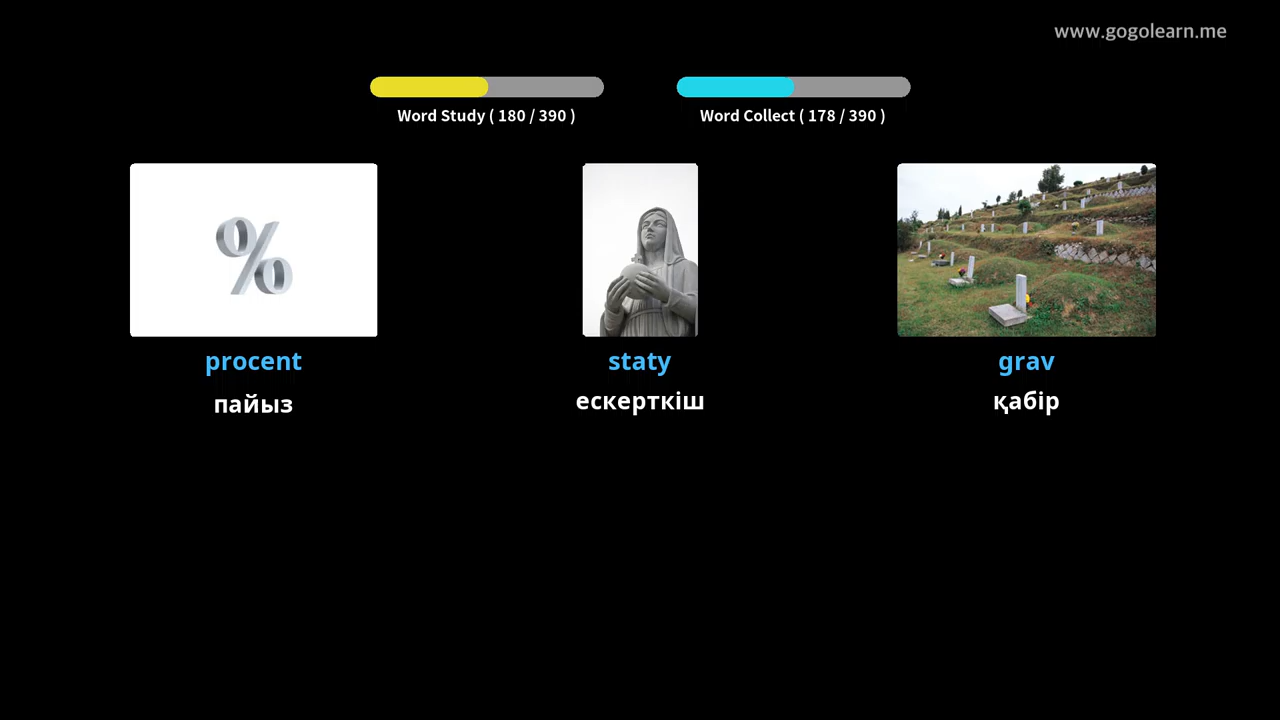 www.gogolearn.me
Word Study ( 180 / 390 )
Word Collect ( 178 / 390 )
%
procent
staty
grav
пайыз
ескерткіш
қабір